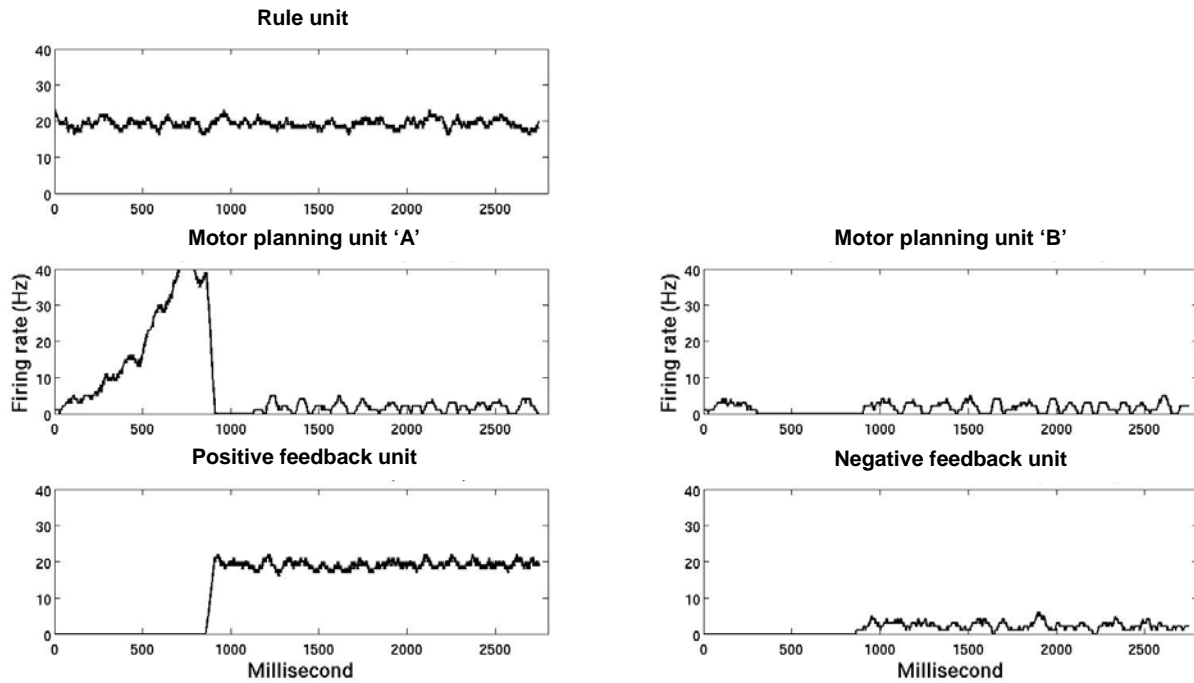 Rule unit
40
30
20
10
0
0 500 1000 1500 2000 2500
Motor planning unit ‘A’
Firing rate (Hz)
40
30
20
10
0
0 500 1000 1500 2000 2500
Motor planning unit ‘B’
Firing rate (Hz)
40
30
20
10
0
0 500 1000 1500 2000 2500
Positive feedback unit
40
30
20
10
0
0 500 1000 1500 2000 2500
Millisecond
Negative feedback unit
40
30
20
10
0
0 500 1000 1500 2000 2500
Millisecond